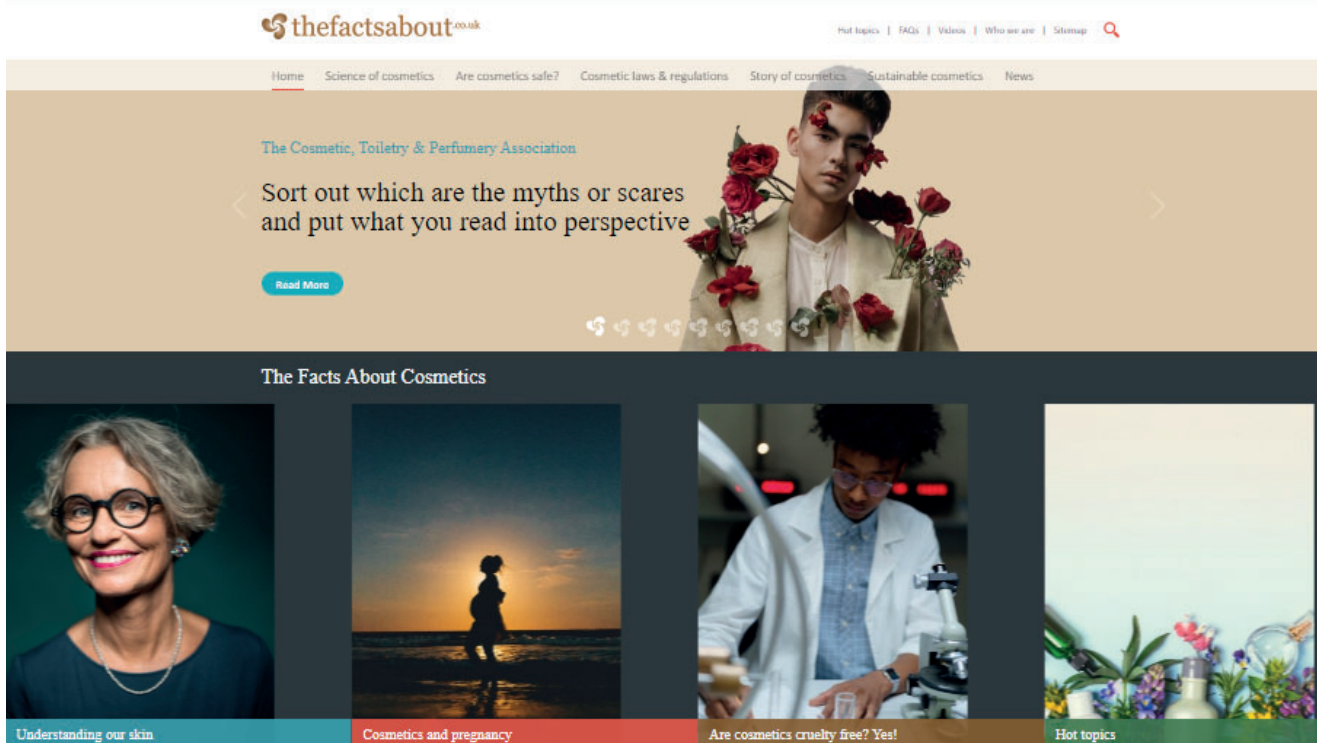 thefactsabout.co.uk
Hot topics | FAQs | Videos | Who we are | Sitemap
Home Science of cosmetics Are cosmetics safe? Cosmetic laws & regulations Story of cosmetics Sustainable cosmetics News
The Cosmetic, Toiletry & Perfumery Association
Sort out which are the myths or scares
and put what you read into perspective
Read More
The Facts About Cosmetics
Understanding our skin
Cosmetics and pregnancy
Are cosmetics cruelty free? Yes!
Hot topics